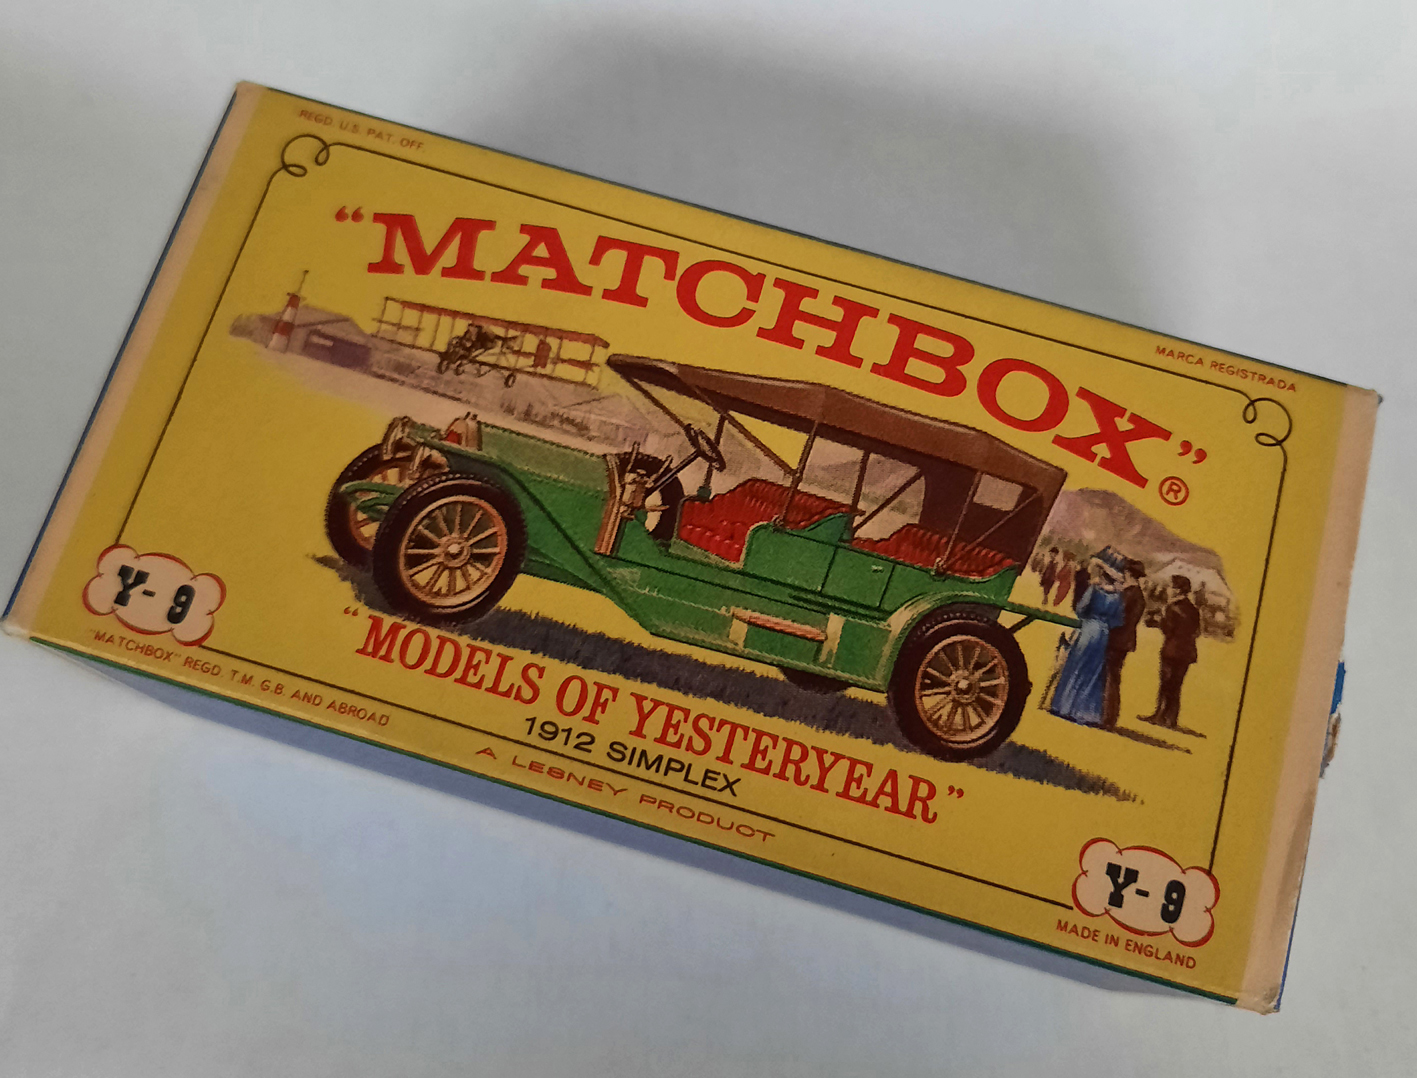 REGD. U.S. PAT. OFF.
MARCA REGISTRADA
“MATCHBOX”®
Y- 9
“MODELS OF YESTERYEAR”
1912 SIMPLEX
"MATCHBOX" REGD. T.M. G.B. AND ABROAD
A LESNEY PRODUCT
Y- 9
MADE IN ENGLAND